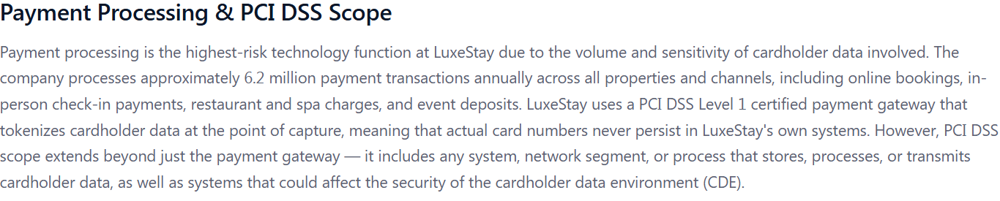 Payment Processing & PCI DSS Scope
Payment processing is the highest-risk technology function at LuxeStay due to the volume and sensitivity of cardholder data involved. The
company processes approximately 6.2 million payment transactions annually across all properties and channels, including online bookings, in-
person check-in payments, restaurant and spa charges, and event deposits. LuxeStay uses a PCI DSS Level 1 certified payment gateway that
tokenizes cardholder data at the point of capture, meaning that actual card numbers never persist in LuxeStay's own systems. However, PCI DSS
scope extends beyond just the payment gateway — it includes any system, network segment, or process that stores, processes, or transmits
cardholder data, as well as systems that could affect the security of the cardholder data environment (CDE).